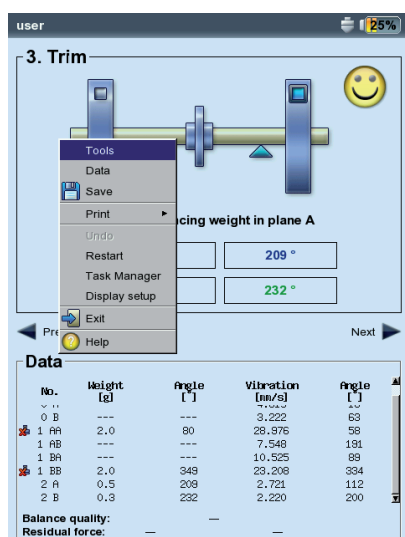 user
25%
3. Trim
Tools
Data
Save
Print
cing weight in plane A
Undo
Restart
209 °
Task Manager
Display setup
232 °
Exit
Pre
Next
Help
Data
No. Weight Angle Vibration Angle
[g] [°] [mm/s] [°]
0 B --- --- 3.222 63
1 AA 2.0 80 28.976 58
1 AB --- --- 7.548 191
1 BA --- --- 10.525 89
1 BB 2.0 349 23.208 334
2 A 0.5 209 2.721 112
2 B 0.3 232 2.220 200
Balance quality: —
Residual force: — —